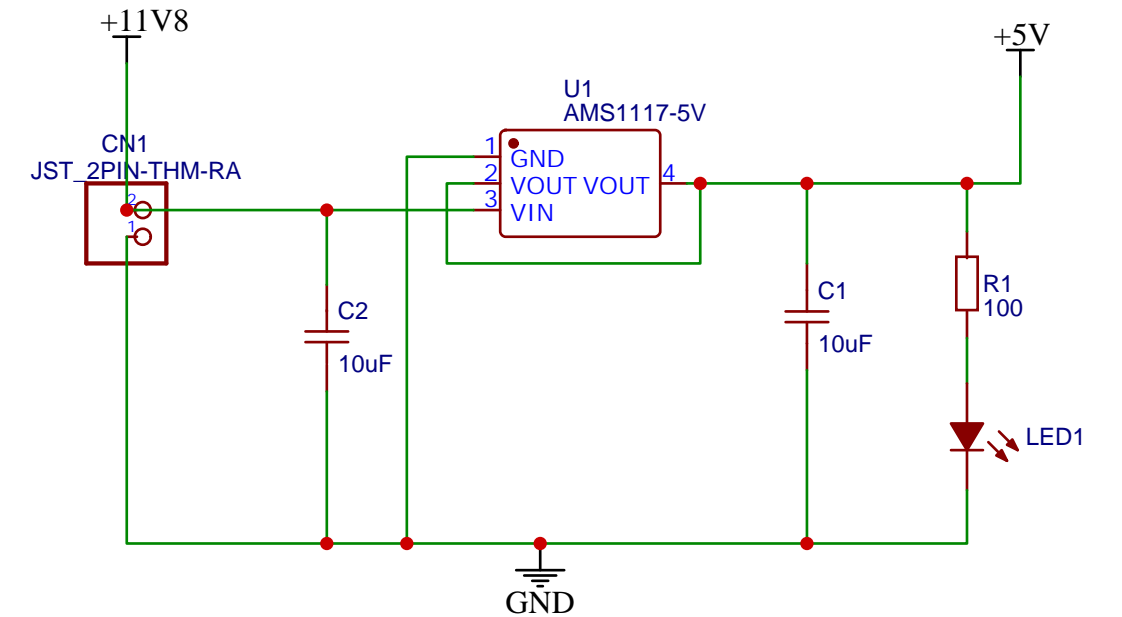 +11V8
+5V
U1
AMS1117-5V
CN1
JST_2PIN-THM-RA
1
GND
2
VOUT VOUT
4
3
VIN
2
1
R1
100
C1
10uF
C2
10uF
LED1
GND